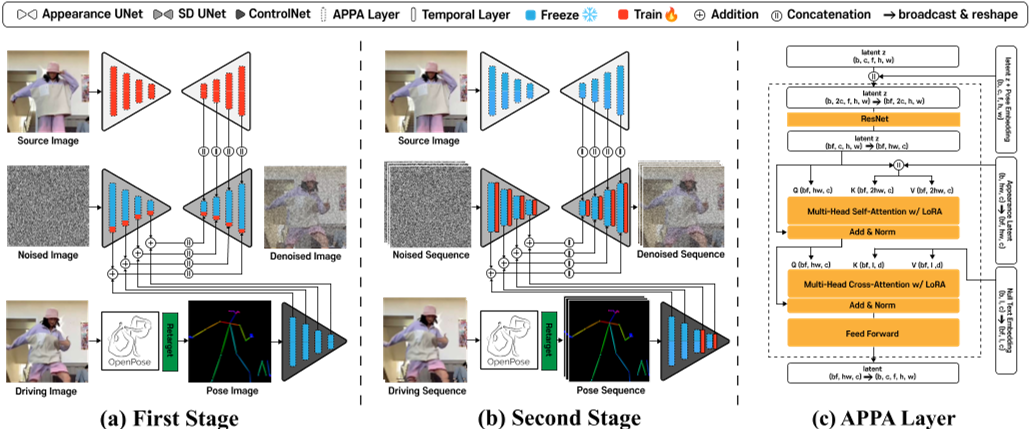 Appearance UNet SD UNet ControlNet APPA Layer Temporal Layer Freeze Train Addition Concatenation → broadcast & reshape
Source Image
Noised Image
Denoised Image
OpenPose
Retarget
Driving Image
Pose Image
(a) First Stage
Source Image
Noised Sequence
Denoised Sequence
OpenPose
Retarget
Driving Sequence
Pose Sequence
(b) Second Stage
latent z
(b, c, f, h, w)
latent z
(b, 2c, f, h, w) → (bf, 2c, h, w)
ResNet
latent
(bf, c, h, w) → (bf, hw, c)
Q (bf, hw, c) K (bf, 2hw, c) V (bf, 2hw, c)
Multi-Head Self-Attention w/ LoRA
Add & Norm
Q (bf, hw, c) K (bf, l, d) V (bf, l ,d)
Multi-Head Cross-Attention w/ LoRA
Add & Norm
Feed Forward
latent
(bf, hw, c) → (b, c, f, h, w)
latent z + Pose Embedding
(b, c, f, h, w)
Appearance Latent
(b, hw, c) → (bf, hw, c)
Null Text Embedding
(b, l, c) → (bf, l, c)
(c) APPA Layer